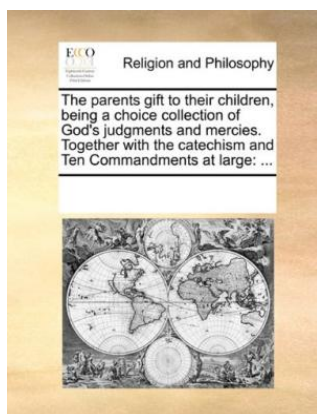 ECCO
Religion and Philosophy
The parents gift to their children,
being a choice collection of
God's judgments and mercies.
Together with the catechism and
Ten Commandments at large: ...